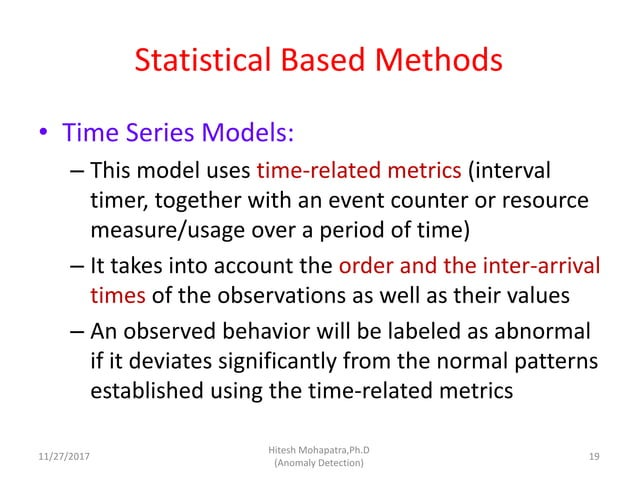 Statistical Based Methods
• Time Series Models:
– This model uses time-related metrics (interval
timer, together with an event counter or resource
measure/usage over a period of time)
– It takes into account the order and the inter-arrival
times of the observations as well as their values
– An observed behavior will be labeled as abnormal
if it deviates significantly from the normal patterns
established using the time-related metrics
11/27/2017
Hitesh Mohapatra,Ph.D
(Anomaly Detection)
19